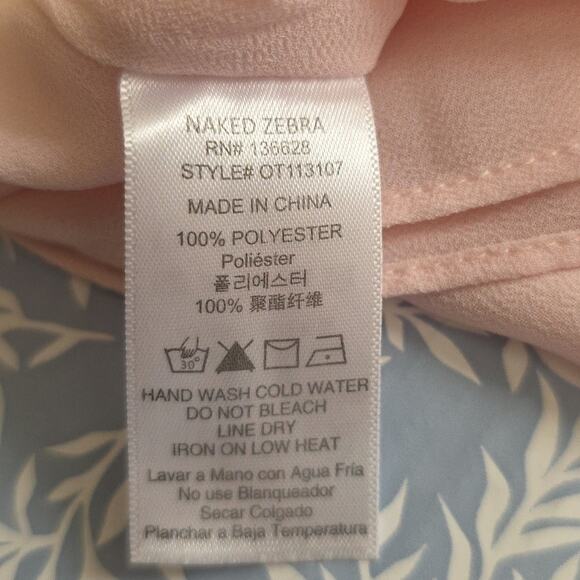 NAKED ZEBRA
RN# 136628
STYLE# OT113107
MADE IN CHINA
100% POLYESTER
Poliéster
폴리에스터
100% 聚酯纤维
30°
HAND WASH COLD WATER
DO NOT BLEACH
LINE DRY
IRON ON LOW HEAT
Lavar a Mano con Agua Fría
No use Blanqueador
Secar Colgado
Planchar a Baja Temperatura